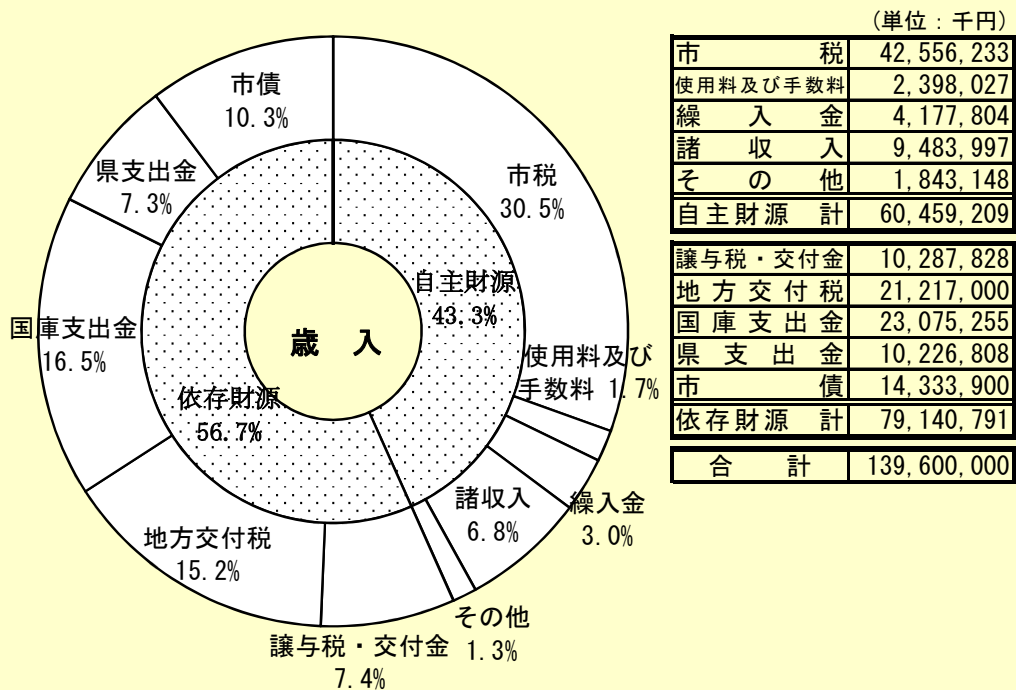 市債
10.3%
県支出金
7.3%
国庫支出金
16.5%
地方交付税
15.2%
譲与税・交付金
7.4%
その他
1.3%
諸収入
6.8%
繰入金
3.0%
使用料及び
手数料 1.7%
市税
30.5%
自主財源
43.3%
依存財源
56.7%
歳 入
(単位：千円)
市税 42,556,233
使用料及び手数料 2,398,027
繰入金 4,177,804
諸収入 9,483,997
その他 1,843,148
自主財源計 60,459,209
譲与税・交付金 10,287,828
地方交付税 21,217,000
国庫支出金 23,075,255
県支出金 10,226,808
市債 14,333,900
依存財源計 79,140,791
合計 139,600,000